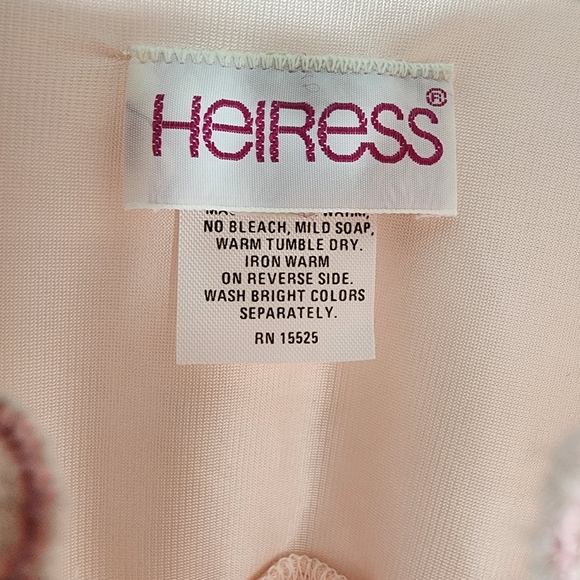 HeIRess®
WARM,
NO BLEACH, MILD SOAP,
WARM TUMBLE DRY.
IRON WARM
ON REVERSE SIDE.
WASH BRIGHT COLORS
SEPARATELY.
RN 15525